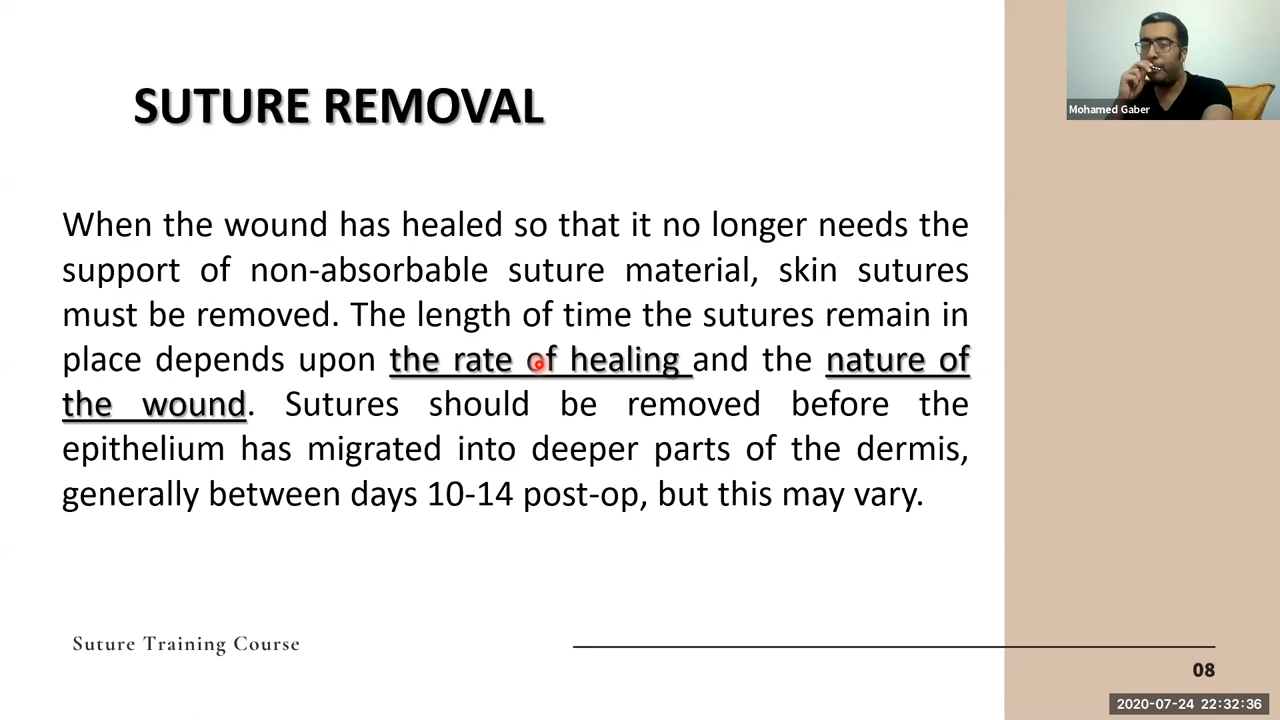 SUTURE REMOVAL
Mohamed Gaber
When the wound has healed so that it no longer needs the
support of non-absorbable suture material, skin sutures
must be removed. The length of time the sutures remain in
place depends upon the rate of healing and the nature of
the wound. Sutures should be removed before the
epithelium has migrated into deeper parts of the dermis,
generally between days 10-14 post-op, but this may vary.
Suture Training Course
08
2020-07-24 22:32:36